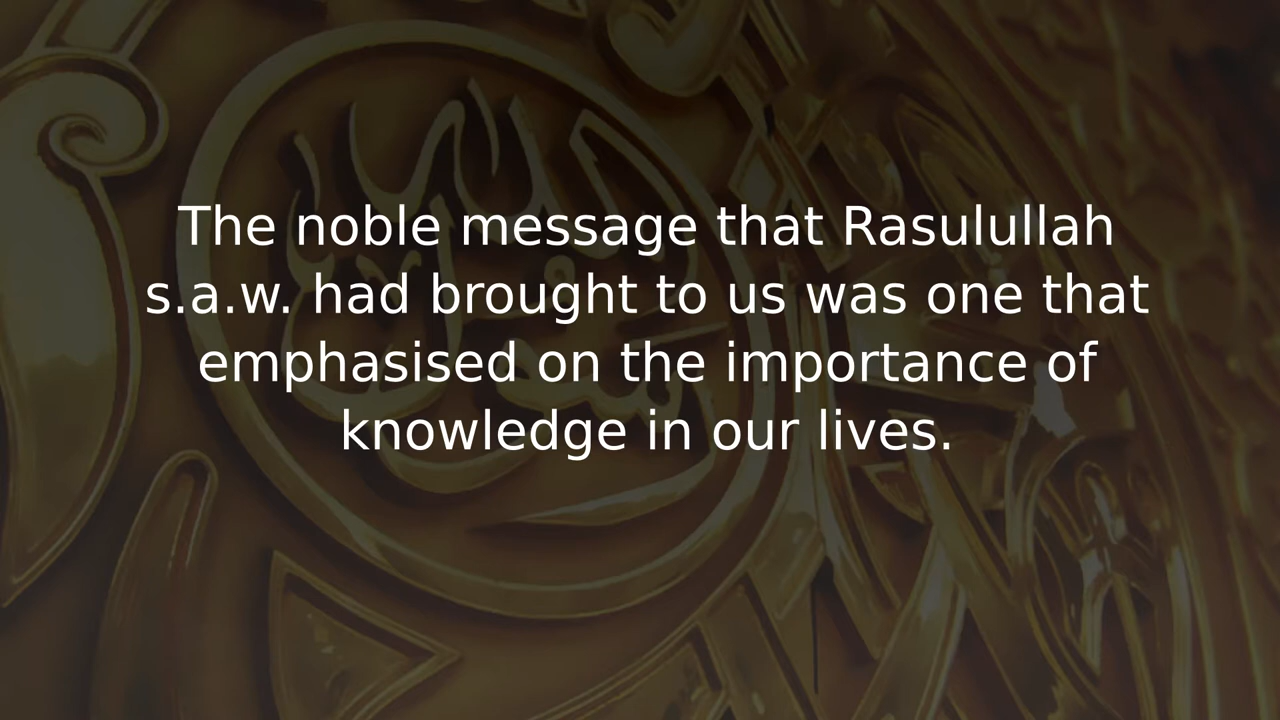 The noble message that Rasulullah
s.a.w. had brought to us was one that
emphasised on the importance of
knowledge in our lives.